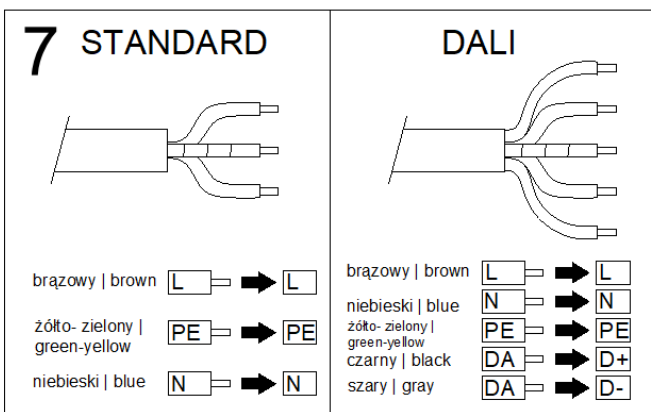 7 STANDARD
brązowy | brown L L
żółto- zielony |
green-yellow PE PE
niebieski | blue N N
DALI
brązowy | brown L L
niebieski | blue N N
żółto- zielony |
green-yellow PE PE
czarny | black DA D+
szary | gray DA D-